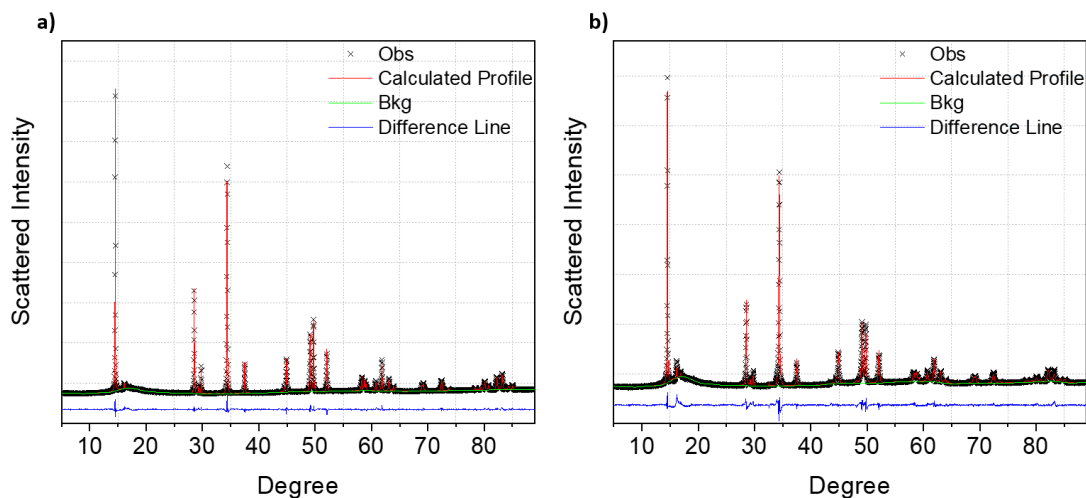 a)
Obs
Calculated Profile
Bkg
Difference Line
Scattered Intensity
10 20 30 40 50 60 70 80
Degree
b)
Obs
Calculated Profile
Bkg
Difference Line
Scattered Intensity
10 20 30 40 50 60 70 80
Degree